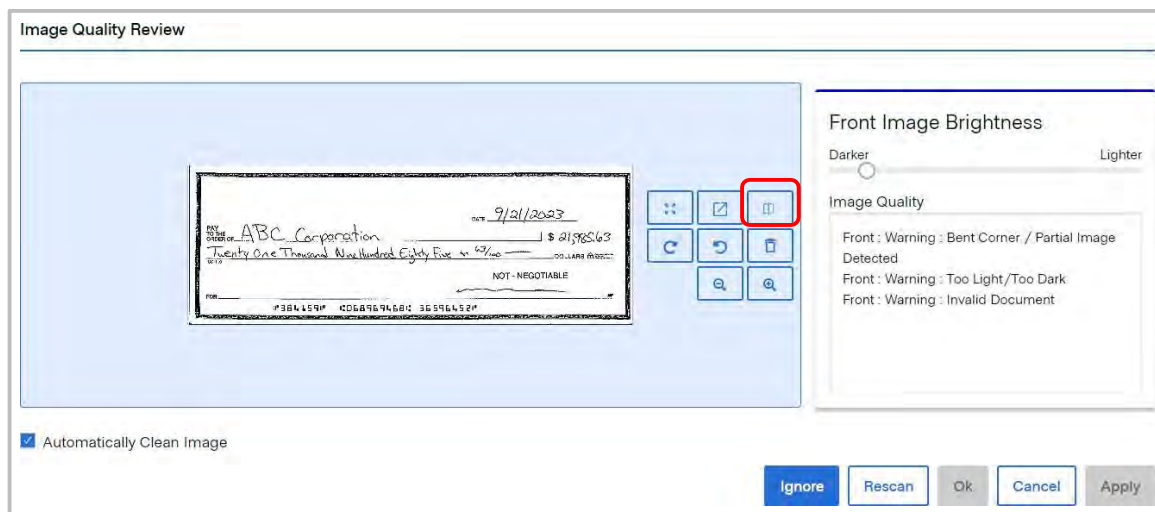 Image Quality Review
DATE 9/21/2023
PAY
TO THE
ORDER OF ABC Corporation $ 21,985.63
Twenty One Thousand Nine Hundred Eighty Five 63/100 DOLLARS
NOT - NEGOTIABLE
FOR
Front Image Brightness
Darker Lighter
Image Quality
Front : Warning : Bent Corner / Partial Image
Detected
Front : Warning : Too Light/Too Dark
Front : Warning : Invalid Document
Automatically Clean Image
Ignore Rescan Ok Cancel Apply